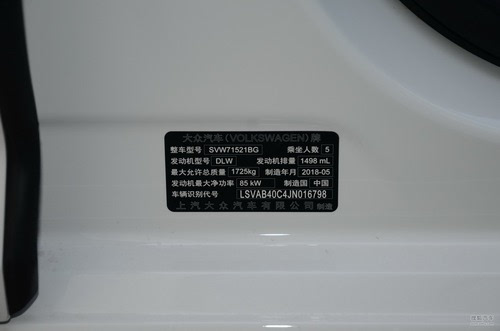 大众汽车(VOLKSWAGEN)牌
整车型号 SVW71521BG 乘坐人数 5
发动机型号 DLW 发动机排量 1498 mL
最大允许总质量 1725kg 制造年月 2018-05
发动机最大净功率 85 kW 制造国 中国
车辆识别代号 LSVAB40C4JN016798
上汽大众汽车有限公司 制造